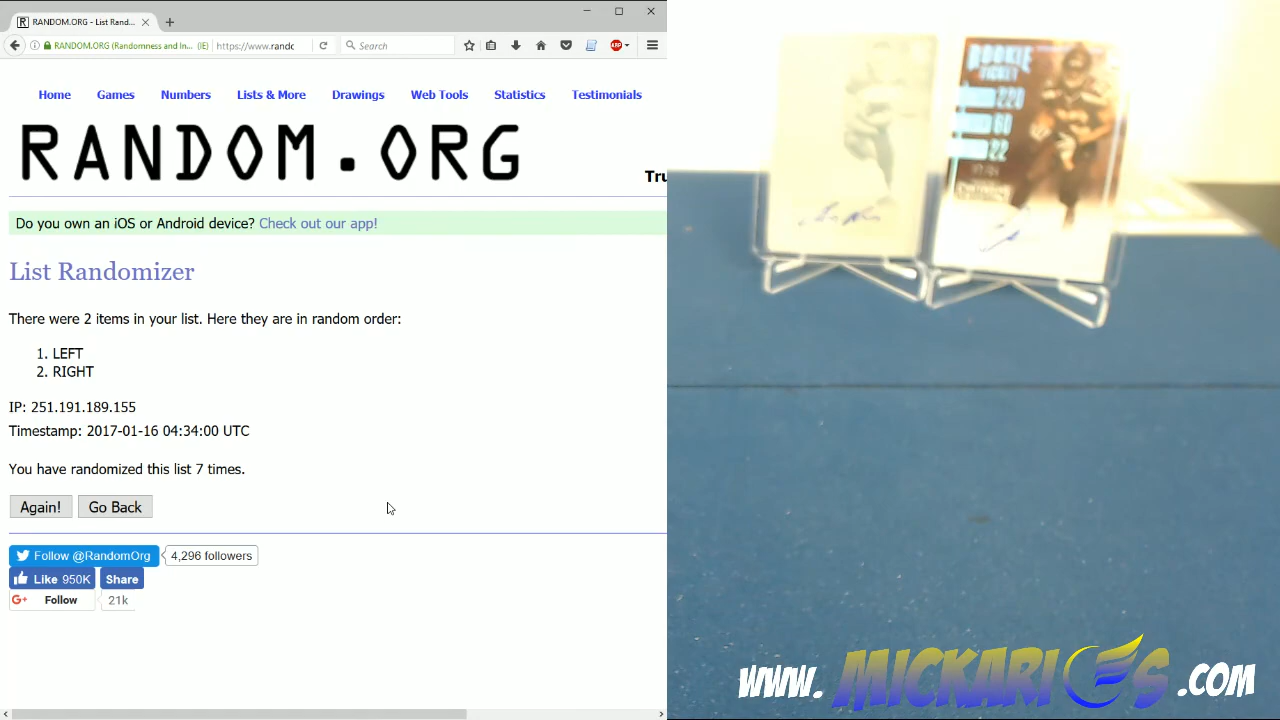 RANDOM.ORG - List Rand...
RANDOM.ORG (Randomness and In... (IE)
https://www.randc
Search
ABP
Home Games Numbers Lists & More Drawings Web Tools Statistics Testimonials
RANDOM.ORG
Tru
Do you own an iOS or Android device? Check out our app!
List Randomizer
There were 2 items in your list. Here they are in random order:
1. LEFT
2. RIGHT
IP: 251.191.189.155
Timestamp: 2017-01-16 04:34:00 UTC
You have randomized this list 7 times.
Again! Go Back
Follow @RandomOrg 4,296 followers
Like 950K Share
G+ Follow 21k
ROOKIE
TICKET
220
60
22
www.MICKARIES.COM